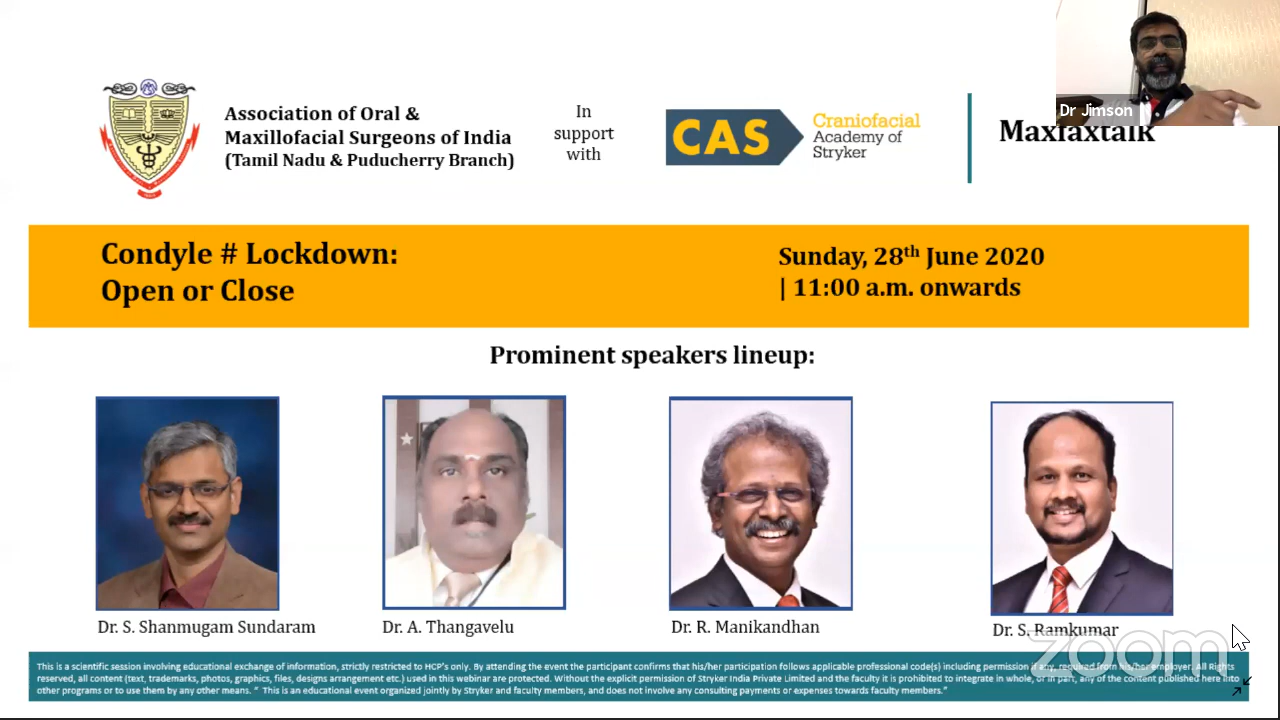 Dr Jimson
Association of Oral &
Maxillofacial Surgeons of India
(Tamil Nadu & Puducherry Branch)
In
support
with
CAS
Craniofacial
Academy of
Stryker
Maxfaxtalk
Condyle # Lockdown:
Open or Close
Sunday, 28th June 2020
| 11:00 a.m. onwards
Prominent speakers lineup:
Dr. S. Shanmugam Sundaram
Dr. A. Thangavelu
Dr. R. Manikandhan
Dr. S. Ramkumar
zoom
This is a scientific session involving educational exchange of information, strictly restricted to HCP's only. By attending the event the participant confirms that his/her participation follows applicable professional code(s) including permission if any, required from his/her employer. All Rights
reserved, all content (text, trademarks, photos, graphics, files, designs arrangement etc.) used in this webinar are protected. Without the explicit permission of Stryker India Private Limited and the faculty it is prohibited to integrate in whole, or in part, any of the content published here into
other programs or to use them by any other means. " This is an educational event organized jointly by Stryker and faculty members, and does not involve any consulting payments or expenses towards faculty members."